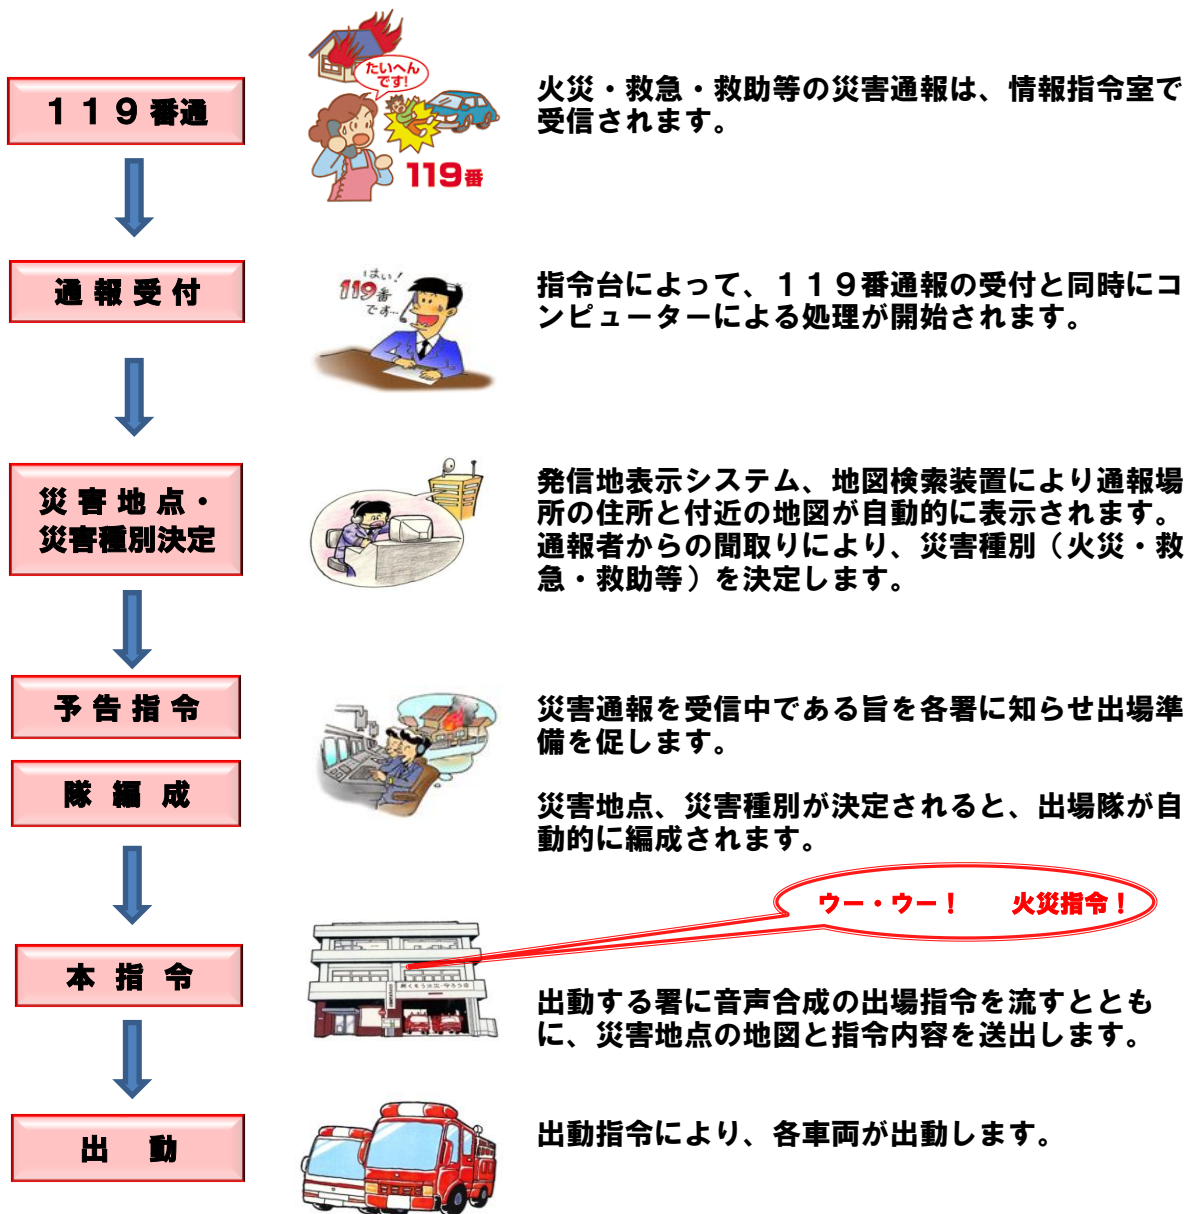 119番通
たいへん
です!
119番
火災・救急・救助等の災害通報は、情報指令室で
受信されます。
通報受付
はい!
119番
です…
指令台によって、119番通報の受付と同時にコ
ンピューターによる処理が開始されます。
災害地点・
災害種別決定
発信地表示システム、地図検索装置により通報場
所の住所と付近の地図が自動的に表示されます。
通報者からの聞取りにより、災害種別(火災・救
急・救助等)を決定します。
予告指令
災害通報を受信中である旨を各署に知らせ出場準
備を促します。
隊編成
災害地点、災害種別が決定されると、出場隊が自
動的に編成されます。
ウー・ウー! 火災指令!
本指令
出動する署に音声合成の出場指令を流すととも
に、災害地点の地図と指令内容を送出します。
出動
出動指令により、各車両が出動します。